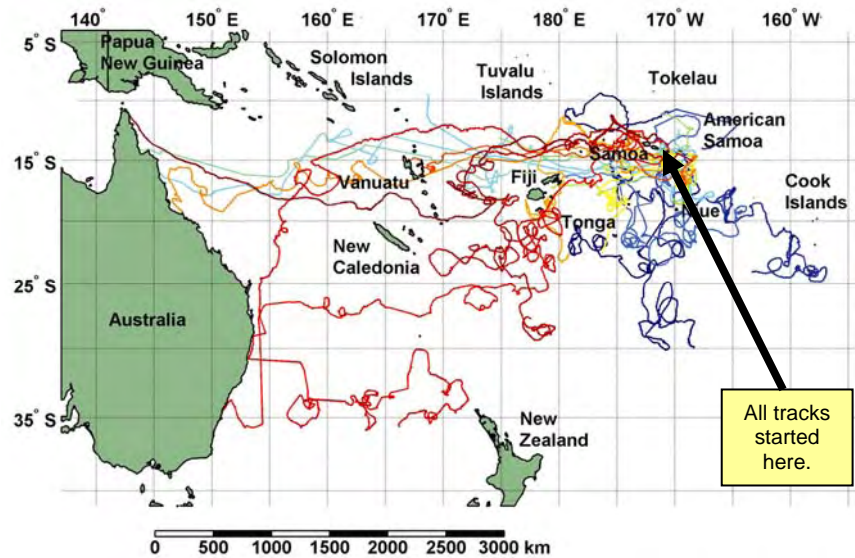 140° 150° E 160° E 170° E 180° E 170° W 160° W
5° S
Papua
New Guinea
Solomon
Islands
Tuvalu
Islands
Tokelau
American
Samoa
15° S
Samoa
Vanuatu
Fiji
Cook
Islands
Tonga
Niue
New
Caledonia
25° S
Australia
35° S
New
Zealand
All tracks
started
here.
0 500 1000 1500 2000 2500 3000 km